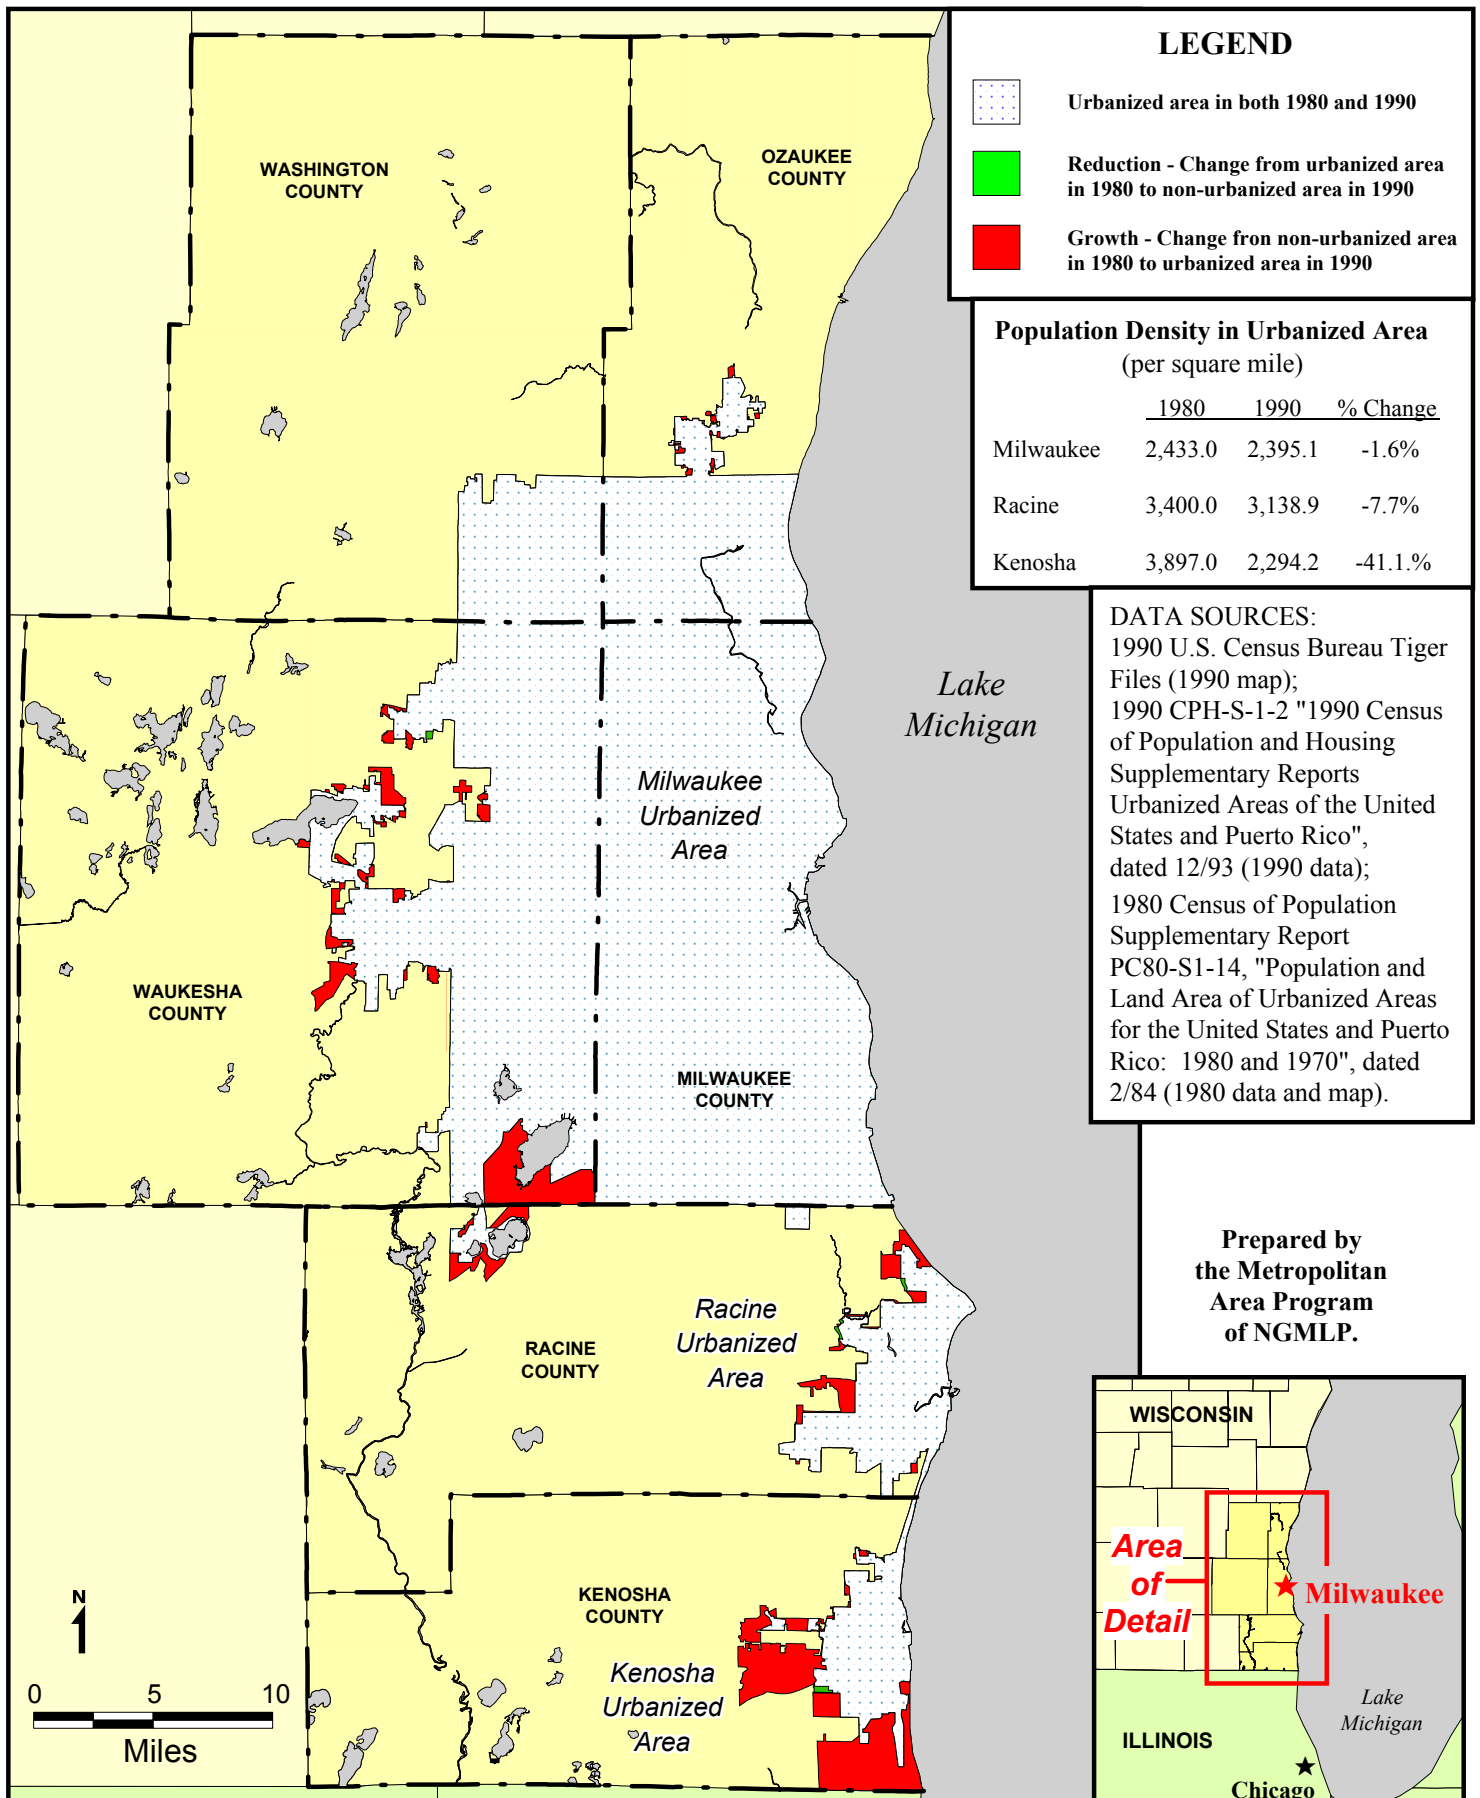 LEGEND
Urbanized area in both 1980 and 1990
Reduction - Change from urbanized area
in 1980 to non-urbanized area in 1990
Growth - Change fron non-urbanized area
in 1980 to urbanized area in 1990
Population Density in Urbanized Area
(per square mile)
1980 1990 % Change
Milwaukee 2,433.0 2,395.1 -1.6%
Racine 3,400.0 3,138.9 -7.7%
Kenosha 3,897.0 2,294.2 -41.1.%
DATA SOURCES:
1990 U.S. Census Bureau Tiger
Files (1990 map);
1990 CPH-S-1-2 "1990 Census
of Population and Housing
Supplementary Reports
Urbanized Areas of the United
States and Puerto Rico",
dated 12/93 (1990 data);
1980 Census of Population
Supplementary Report
PC80-S1-14, "Population and
Land Area of Urbanized Areas
for the United States and Puerto
Rico: 1980 and 1970", dated
2/84 (1980 data and map).
WASHINGTON
COUNTY
OZAUKEE
COUNTY
Lake
Michigan
Milwaukee
Urbanized
Area
WAUKESHA
COUNTY
MILWAUKEE
COUNTY
Racine
Urbanized
Area
RACINE
COUNTY
KENOSHA
COUNTY
Kenosha
Urbanized
Area
N
0 5 10
Miles
Prepared by
the Metropolitan
Area Program
of NGMLP.
WISCONSIN
Area
of
Detail
Milwaukee
Lake
Michigan
ILLINOIS
Chicago